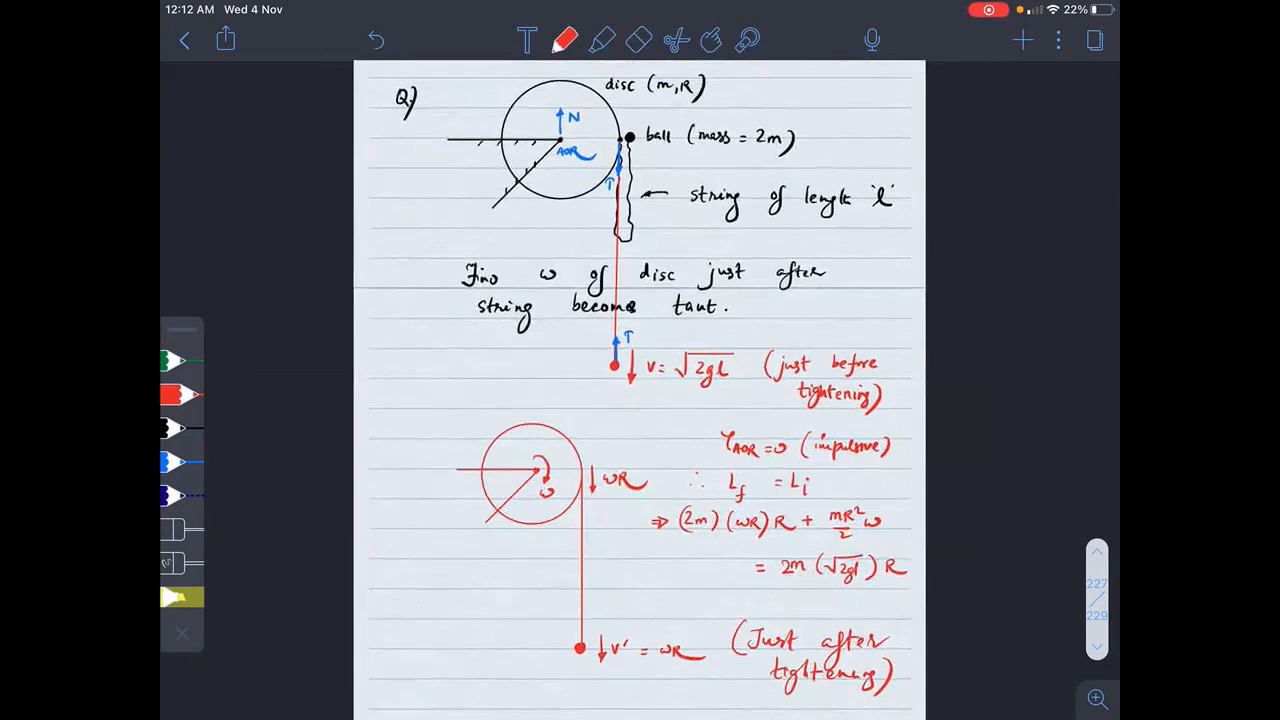 12:12 AM Wed 4 Nov
22%
Q)
disc (m, R)
N
AOR
ball (mass = 2m)
T
string of length 'l'
Find ω of disc just after
string become taut.
T
v = √2gl (just before
tightening)
τAOR = 0 (impulsive)
ω
ωR
∴ Lf = Li
⇒ (2m) (ωR) R + mR²/2 ω
= 2m (√2gl) R
v' = ωR (Just after
tightening)
227
229